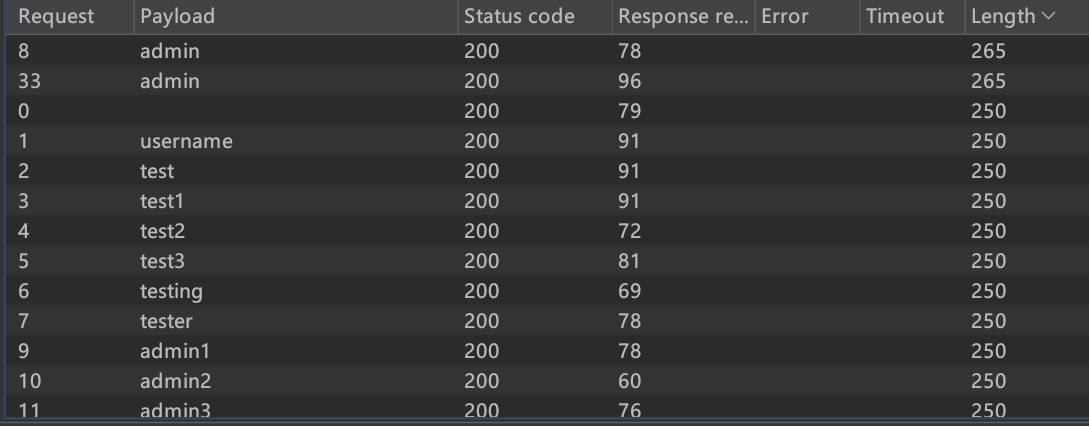 Request Payload Status code Response re... Error Timeout Length
8 admin 200 78 265
33 admin 200 96 265
0 200 79 250
1 username 200 91 250
2 test 200 91 250
3 test1 200 91 250
4 test2 200 72 250
5 test3 200 81 250
6 testing 200 69 250
7 tester 200 78 250
9 admin1 200 78 250
10 admin2 200 60 250
11 admin3 200 76 250